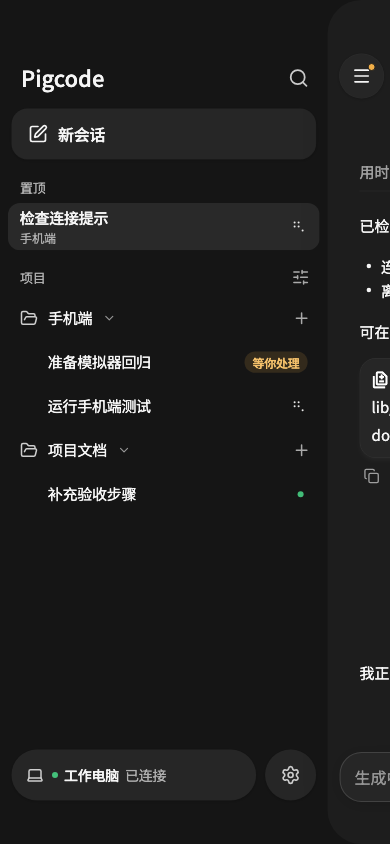 Pigcode
新会话
置顶
检查连接提示
手机端
项目
手机端
准备模拟器回归 等你处理
运行手机端测试
项目文档
补充验收步骤
工作电脑 已连接
用时
已检
• 连
• 离
可在
lib
do
我正
生成中